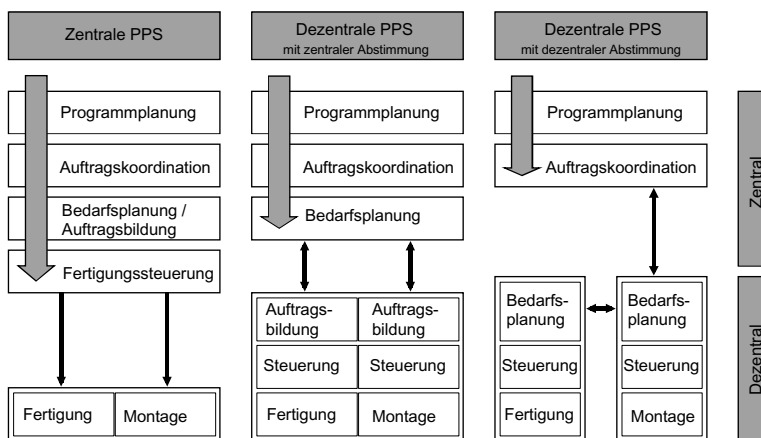 Zentrale PPS
Dezentrale PPS
mit zentraler Abstimmung
Dezentrale PPS
mit dezentraler Abstimmung
Programmplanung
Auftragskoordination
Bedarfsplanung /
Auftragsbildung
Fertigungssteuerung
Fertigung
Montage
Programmplanung
Auftragskoordination
Bedarfsplanung
Auftrags-
bildung
Auftrags-
bildung
Steuerung
Steuerung
Fertigung
Montage
Programmplanung
Auftragskoordination
Bedarfs-
planung
Bedarfs-
planung
Steuerung
Steuerung
Fertigung
Montage
Zentral
Dezentral